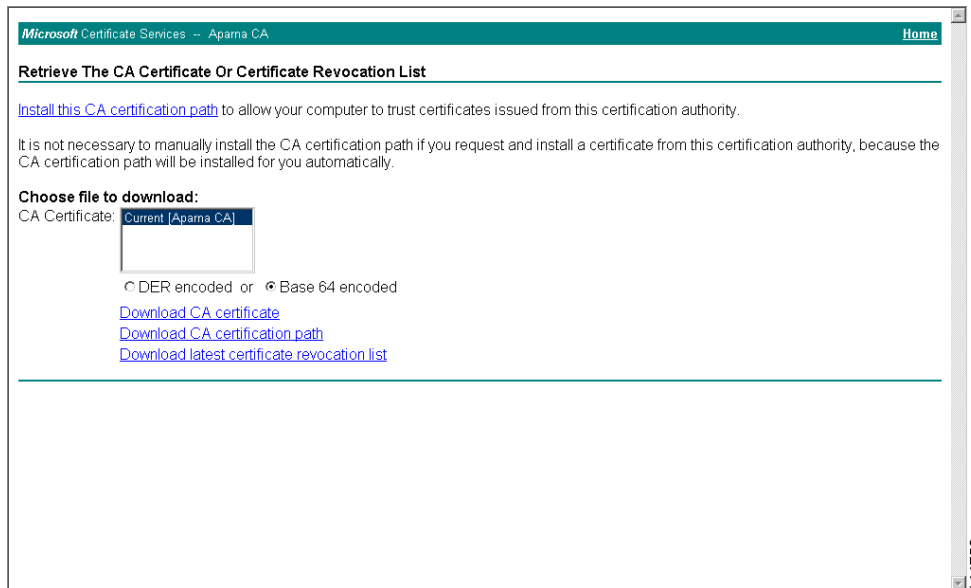 Microsoft Certificate Services -- Aparna CA Home
Retrieve The CA Certificate Or Certificate Revocation List
Install this CA certification path to allow your computer to trust certificates issued from this certification authority.
It is not necessary to manually install the CA certification path if you request and install a certificate from this certification authority, because the
CA certification path will be installed for you automatically.
Choose file to download:
CA Certificate: Current [Aparna CA]
DER encoded or Base 64 encoded
Download CA certificate
Download CA certification path
Download latest certificate revocation list